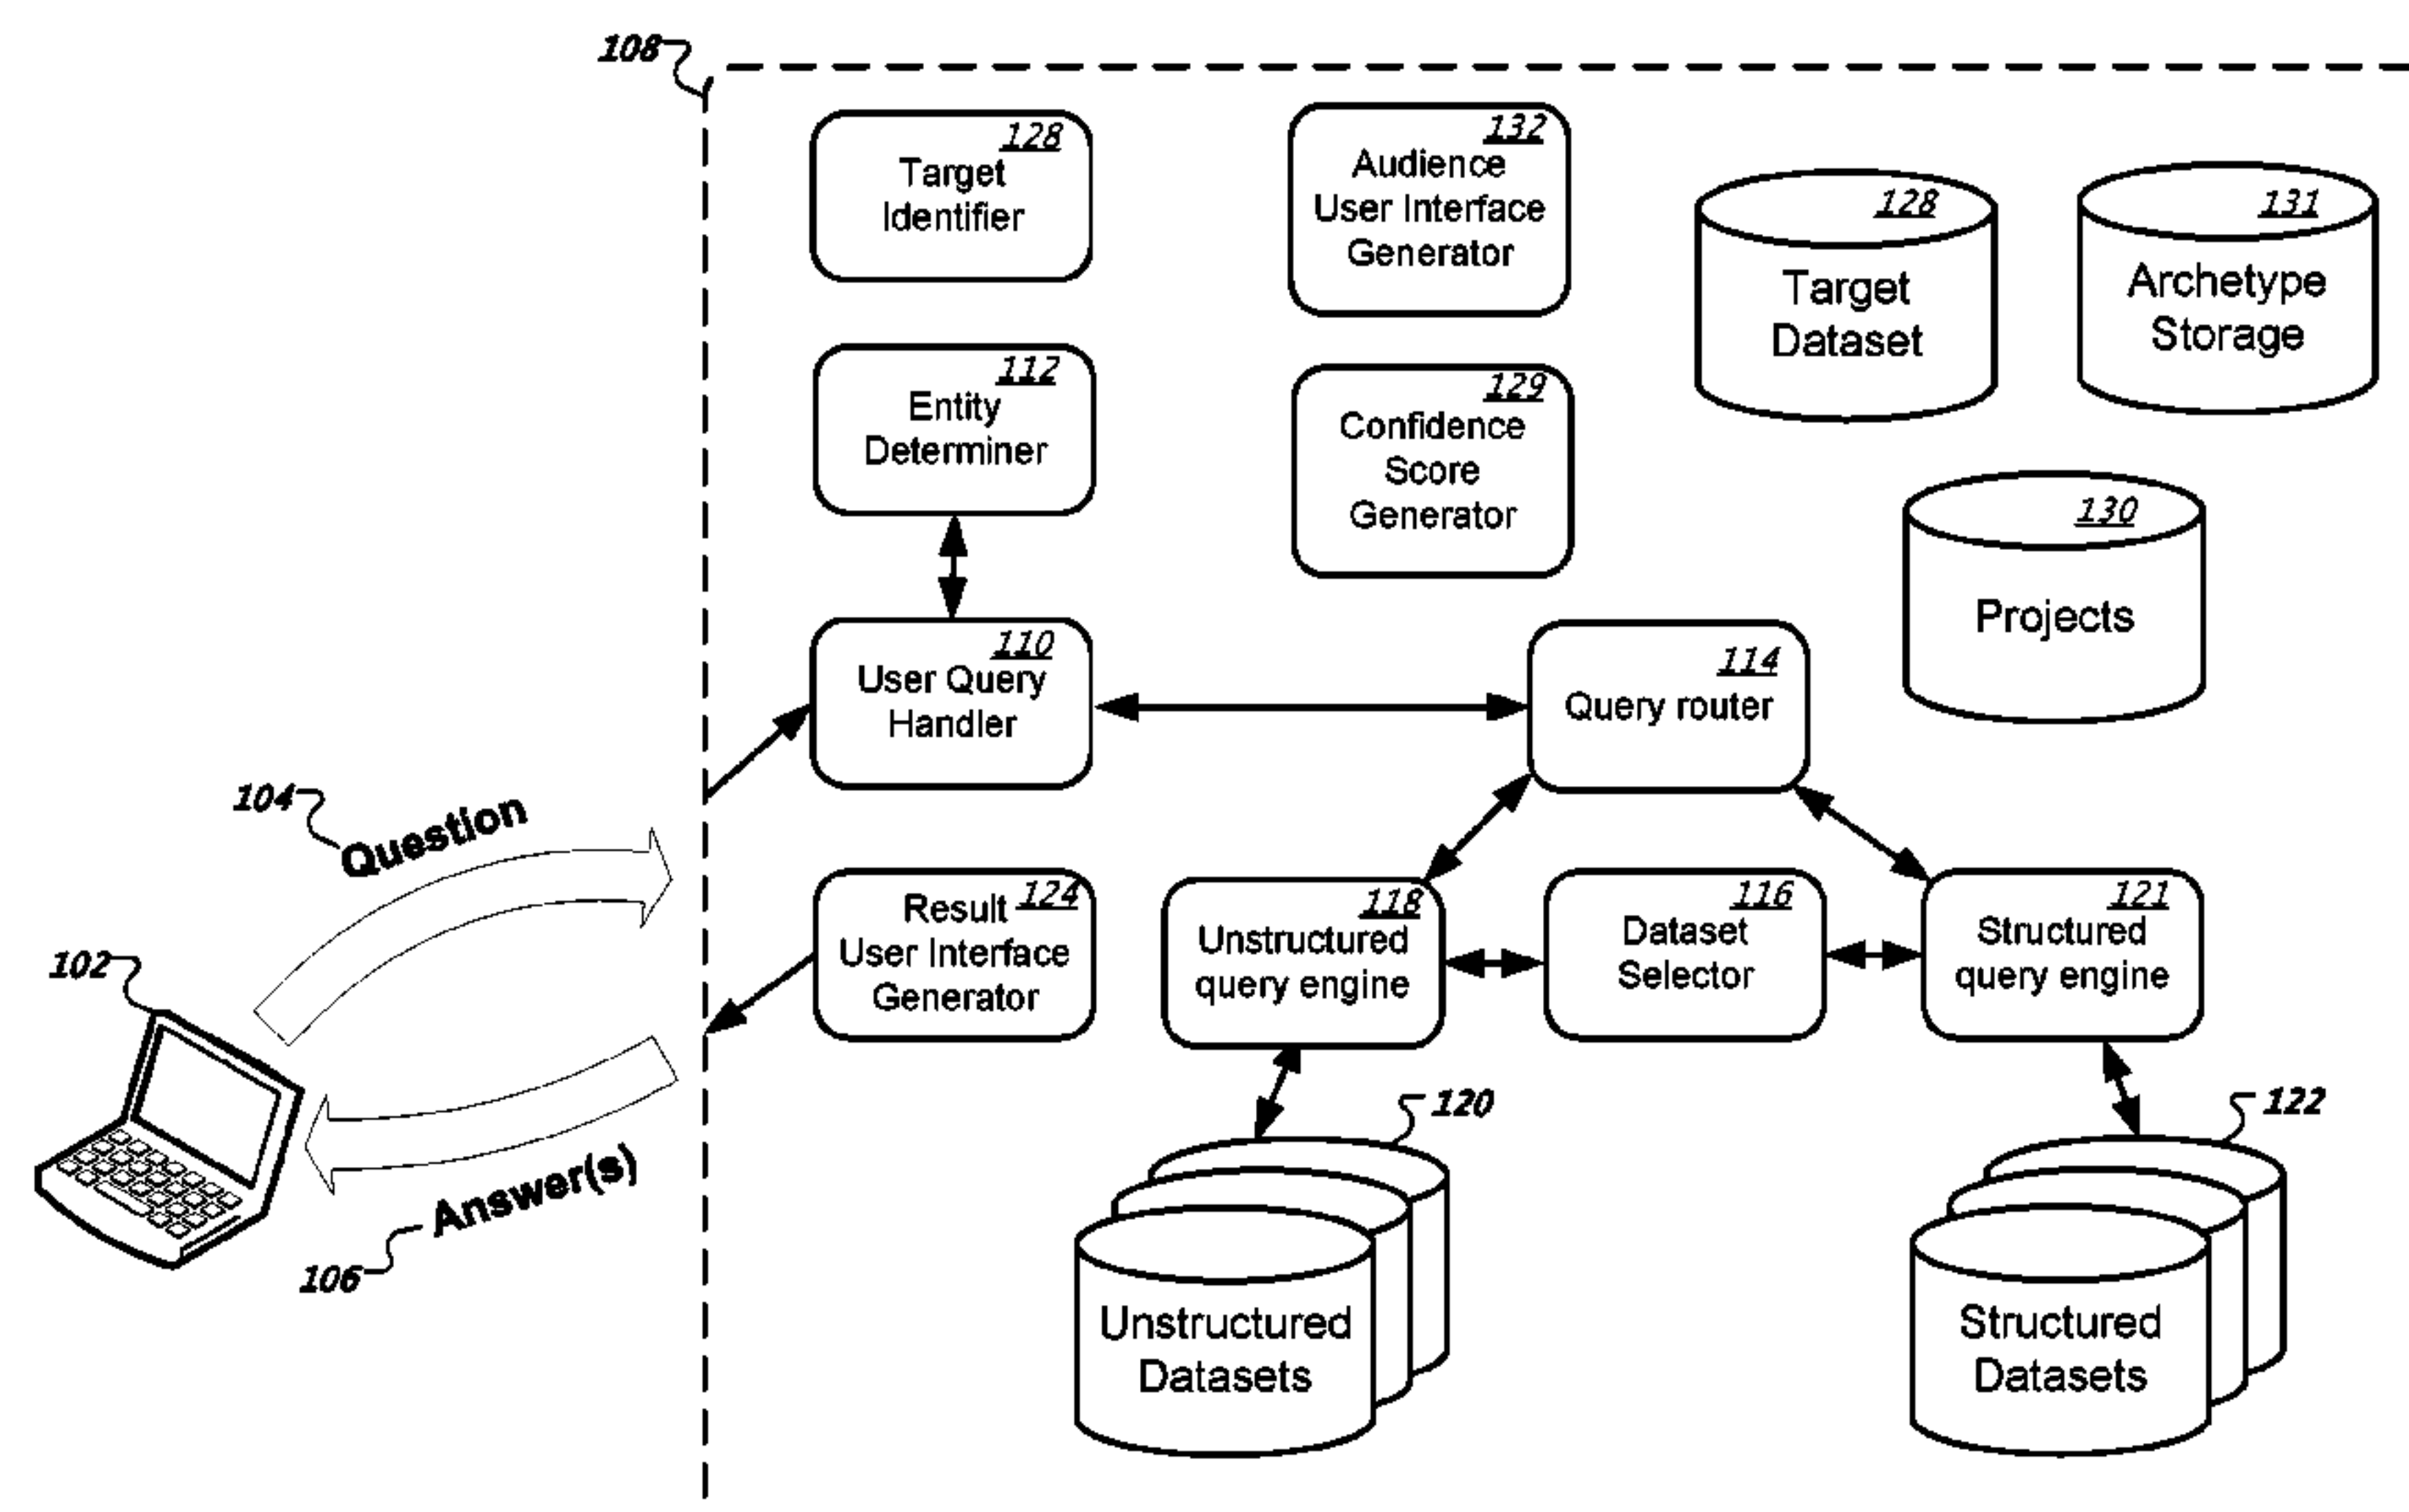 108
128
Target
Identifier
132
Audience
User Interface
Generator
128
Target
Dataset
131
Archetype
Storage
112
Entity
Determiner
129
Confidence
Score
Generator
130
Projects
110
User Query
Handler
114
Query router
104
Question
124
Result
User Interface
Generator
118
Unstructured
query engine
116
Dataset
Selector
121
Structured
query engine
102
106
Answer(s)
120
Unstructured
Datasets
122
Structured
Datasets